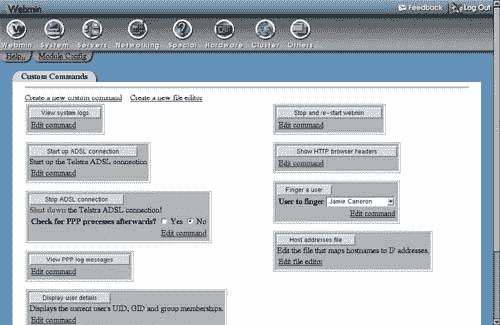 Webmin
Feedback
Log Out
Webmin System Servers Networking Special Hardware Cluster Others
Help..
Module Config
Custom Commands
Create a new custom command Create a new file editor
View system logs
Edit command
Start up ADSL connection
Start up the Telstra ADSL connection
Edit command
Stop ADSL connection
Shut down the Telstra ADSL connection!
Check for PPP processes afterwards? Yes No
Edit command
View PPP log messages
Edit command
Display user details
Displays the current user's UID, GID and group memberships.
Edit command
Stop and re-start webmin
Edit command
Show HTTP browser headers
Edit command
Finger a user
User to finger Jamie Cameron
Edit command
Host addresses file
Edit the file that maps hostnames to IP addresses.
Edit file editor